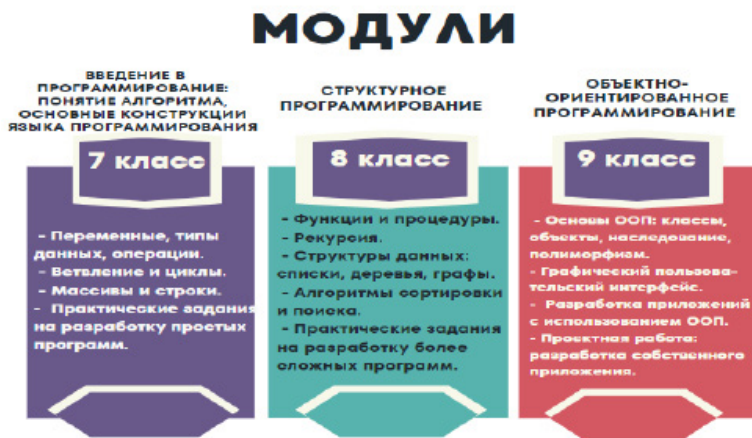 МОДУЛИ
ВВЕДЕНИЕ В
ПРОГРАММИРОВАНИЕ:
ПОНЯТИЕ АЛГОРИТМА,
ОСНОВНЫЕ КОНСТРУКЦИИ
ЯЗЫКА ПРОГРАММИРОВАНИЯ
7 класс
- Переменные, типы
данных, операции.
- Ветвление и циклы.
- Массивы и строки.
- Практические задания
на разработку простых
программ.
СТРУКТУРНОЕ
ПРОГРАММИРОВАНИЕ
8 класс
- Функции и процедуры.
- Рекурсия.
- Структуры данных:
списки, деревья, графы.
- Алгоритмы сортировки
и поиска.
- Практические задания
на разработку более
сложных программ.
ОБЪЕКТНО-
ОРИЕНТИРОВАННОЕ
ПРОГРАММИРОВАНИЕ
9 класс
- Основы ООП: классы,
объекты, наследование,
полиморфизм.
- Графический пользова-
тельский интерфейс.
- Разработка приложений
с использованием ООП.
- Проектная работа:
разработка собственного
приложения.